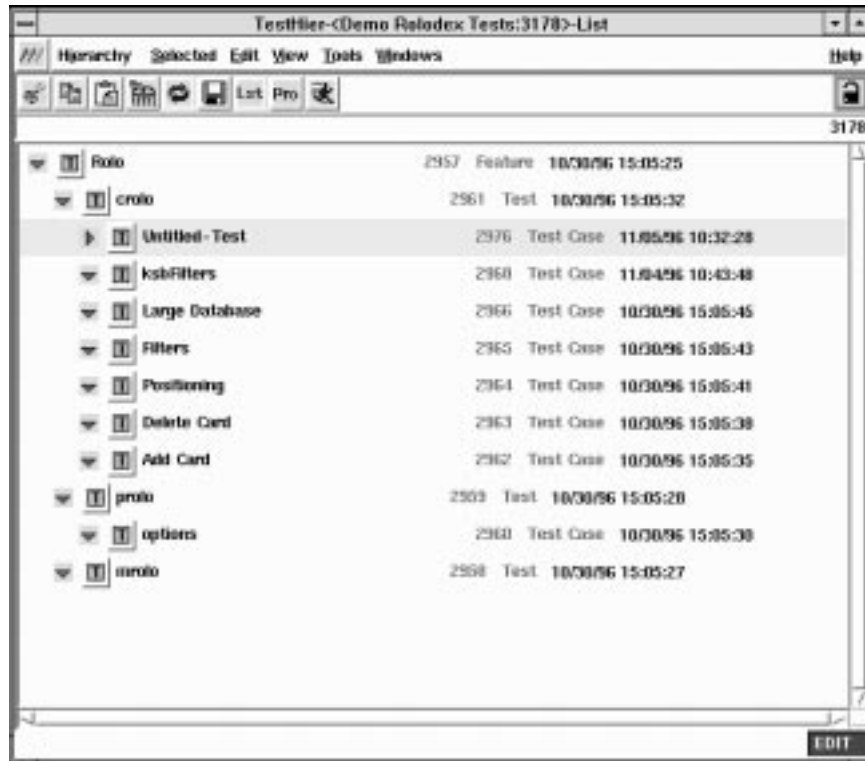 TestHier-<Demo Rolodex Tests:3178>-List
Hierarchy Selected Edit View Tools Windows Help
Lst Pro
3178
Rolo 2957 Feature 10/30/96 15:05:25
crolo 2961 Test 10/30/96 15:05:32
Untitled-Test 2976 Test Case 11/05/96 10:32:28
ksbFilters Test Case 11/04/96 10:43:48
Large Database 2966 Test Case 10/30/96 15:05:45
Filters 2965 Test Case 10/30/96 15:05:43
Positioning 2964 Test Case 10/30/96 15:05:41
Delete Card 2963 Test Case 10/30/96 15:05:38
Add Card 2962 Test Case 10/30/96 15:05:35
prolo 2959 Test 10/30/96 15:05:28
options 2960 Test Case 10/30/96 15:05:30
mrolo 2958 Test 10/30/96 15:05:27
EDIT